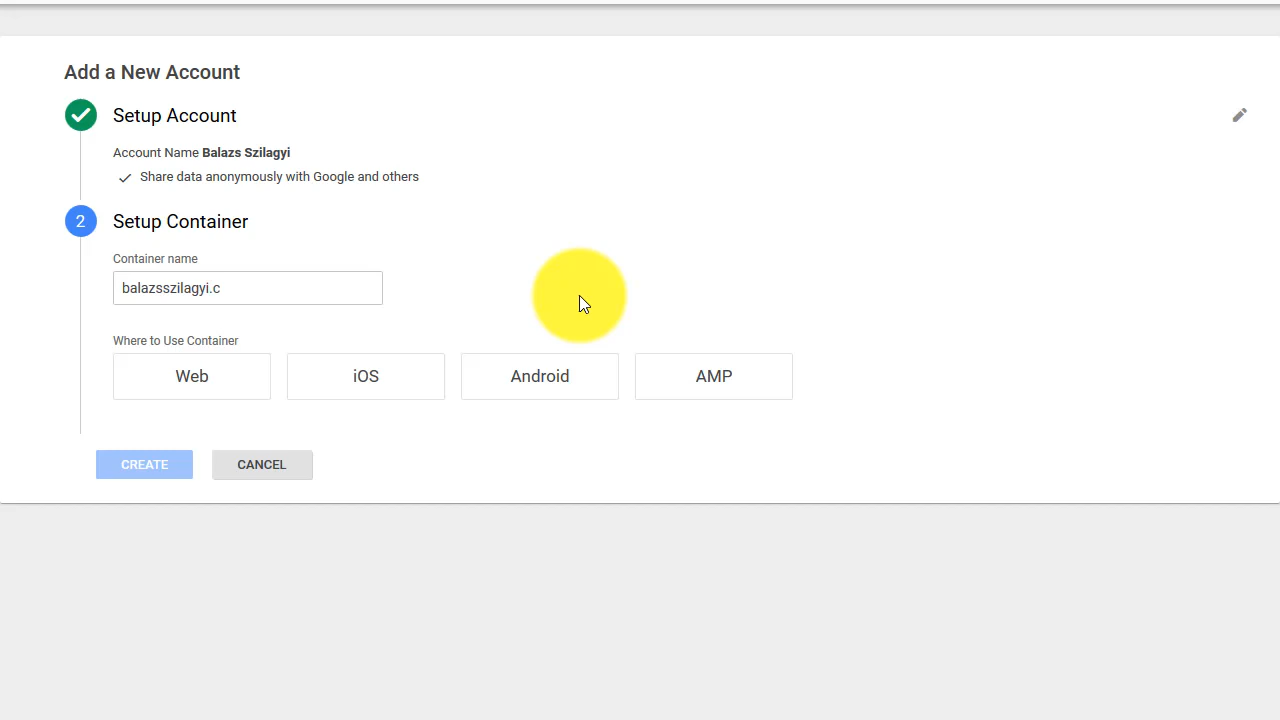 Add a New Account
Setup Account
Account Name Balazs Szilagyi
Share data anonymously with Google and others
2 Setup Container
Container name
balazsszilagyi.c
Where to Use Container
Web iOS Android AMP
CREATE CANCEL